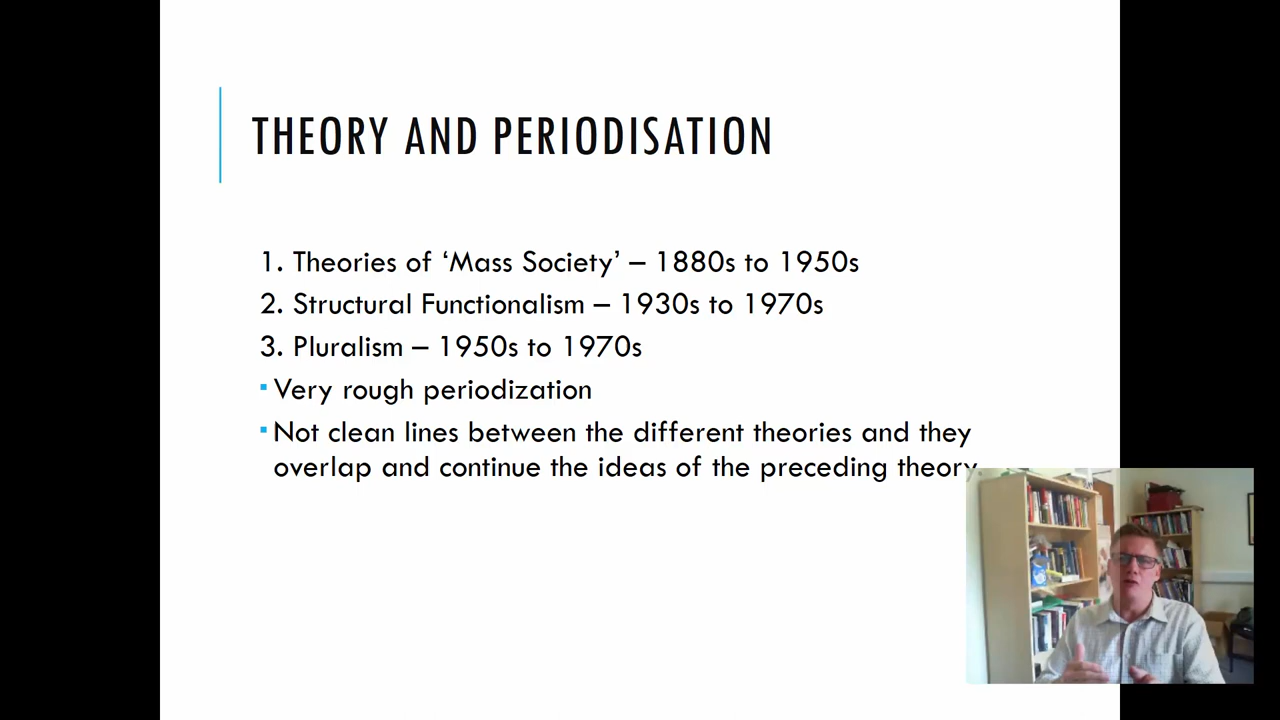 THEORY AND PERIODISATION
1. Theories of ‘Mass Society’ – 1880s to 1950s
2. Structural Functionalism – 1930s to 1970s
3. Pluralism – 1950s to 1970s
Very rough periodization
Not clean lines between the different theories and they
overlap and continue the ideas of the preceding theory